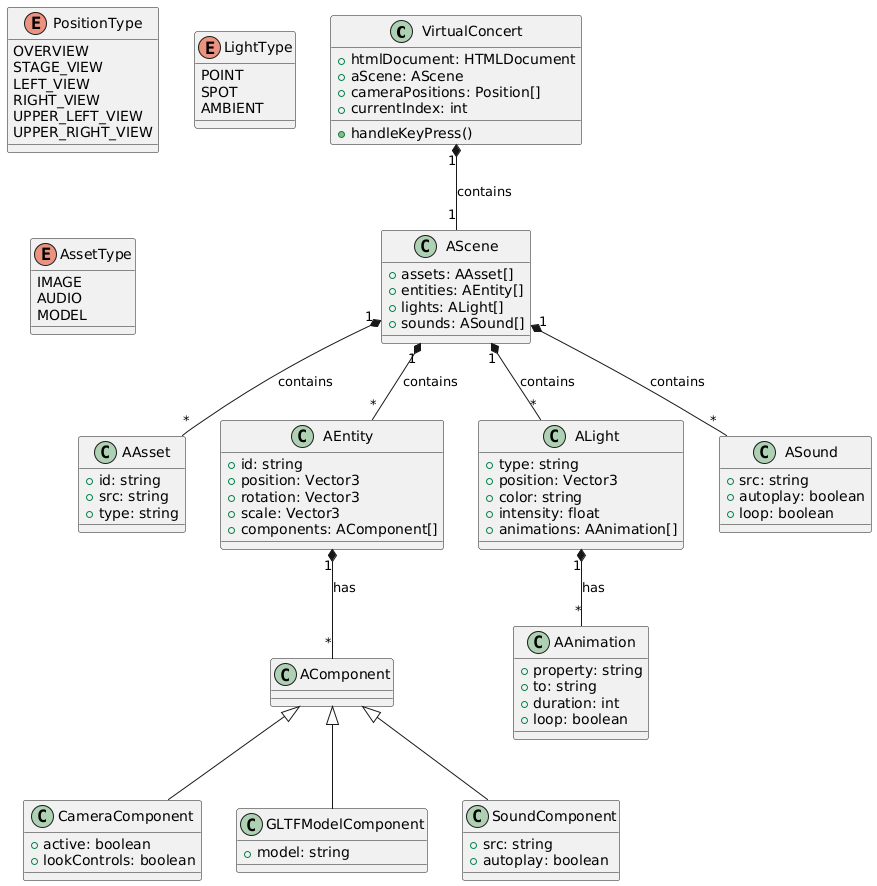 E PositionType
OVERVIEW
STAGE_VIEW
LEFT_VIEW
RIGHT_VIEW
UPPER_LEFT_VIEW
UPPER_RIGHT_VIEW
E LightType
POINT
SPOT
AMBIENT
C VirtualConcert
htmlDocument: HTMLDocument
aScene: AScene
cameraPositions: Position[]
currentIndex: int
handleKeyPress()
1
contains
1
E AssetType
IMAGE
AUDIO
MODEL
C AScene
assets: AAsset[]
entities: AEntity[]
lights: ALight[]
sounds: ASound[]
1
1
1
1
contains
contains
contains
contains
*
*
*
*
C AAsset
id: string
src: string
type: string
C AEntity
id: string
position: Vector3
rotation: Vector3
scale: Vector3
components: AComponent[]
C ALight
type: string
position: Vector3
color: string
intensity: float
animations: AAnimation[]
C ASound
src: string
autoplay: boolean
loop: boolean
1
has
*
1
has
*
C AComponent
C AAnimation
property: string
to: string
duration: int
loop: boolean
C CameraComponent
active: boolean
lookControls: boolean
C GLTFModelComponent
model: string
C SoundComponent
src: string
autoplay: boolean